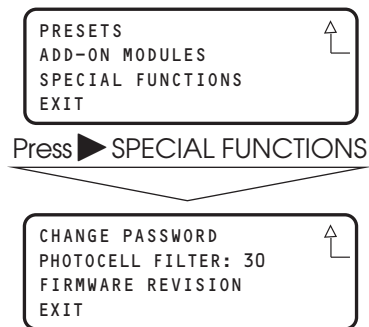 PRESETS
ADD-ON MODULES
SPECIAL FUNCTIONS
EXIT
Press ▶ SPECIAL FUNCTIONS
CHANGE PASSWORD
PHOTOCELL FILTER: 30
FIRMWARE REVISION
EXIT